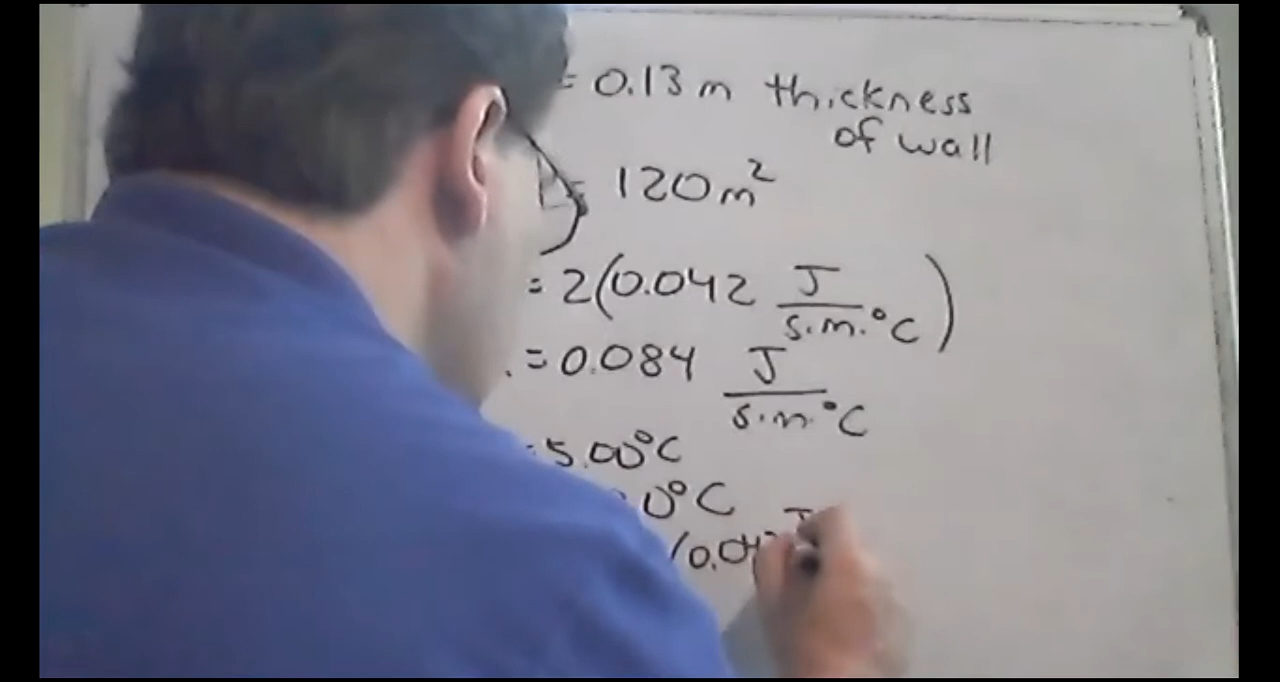 = 0.13 m thickness
of wall
= 120 m²
= 2(0.042 J/s.m.°C)
= 0.084 J/s.m.°C
5.00°C
0°C
(0.04